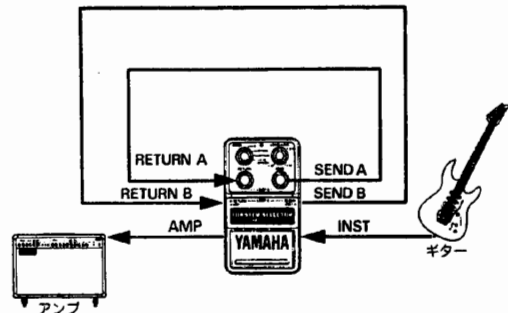 RETURN A
SEND A
RETURN B
SEND B
AMP
INST
YAMAHA
ギター
アンプ